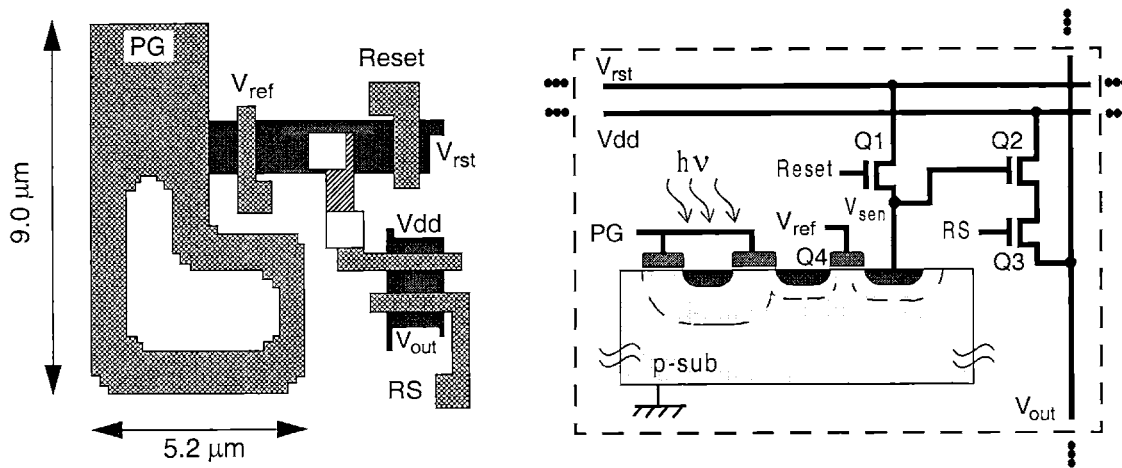 PG
Reset
V_ref
V_rst
9.0 μm
Vdd
V_out
RS
5.2 μm
V_rst
Vdd
Q1
Q2
hν
Reset
V_sen
V_ref
RS
PG
Q4
Q3
p-sub
V_out